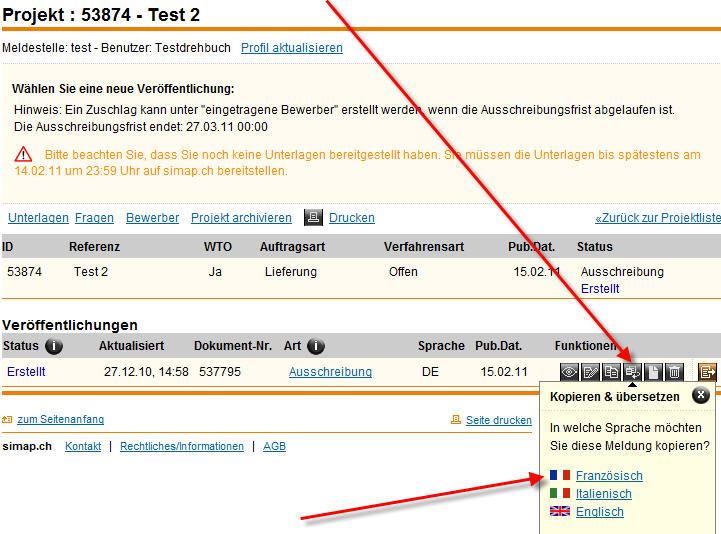 Projekt : 53874 - Test 2
Meldestelle: test - Benutzer: Testdrehbuch Profil aktualisieren
Wählen Sie eine neue Veröffentlichung:
Hinweis: Ein Zuschlag kann unter "eingetragene Bewerber" erstellt werden, wenn die Ausschreibungsfrist abgelaufen ist.
Die Ausschreibungsfrist endet: 27.03.11 00:00
Bitte beachten Sie, dass Sie noch keine Unterlagen bereitgestellt haben. Sie müssen die Unterlagen bis spätestens am
14.02.11 um 23:59 Uhr auf simap.ch bereitstellen.
Unterlagen Fragen Bewerber Projekt archivieren Drucken «Zurück zur Projektliste
ID Referenz WTO Auftragsart Verfahrensart Pub.Dat. Status
53874 Test 2 Ja Lieferung Offen 15.02.11 Ausschreibung
Erstellt
Veröffentlichungen
Status Aktualisiert Dokument-Nr. Art Sprache Pub.Dat. Funktionen
Erstellt 27.12.10, 14:58 537795 Ausschreibung DE 15.02.11
Kopieren & übersetzen
In welche Sprache möchten
Sie diese Meldung kopieren?
Französisch
Italienisch
Englisch
zum Seitenanfang Seite drucken
simap.ch Kontakt | Rechtliches/Informationen | AGB